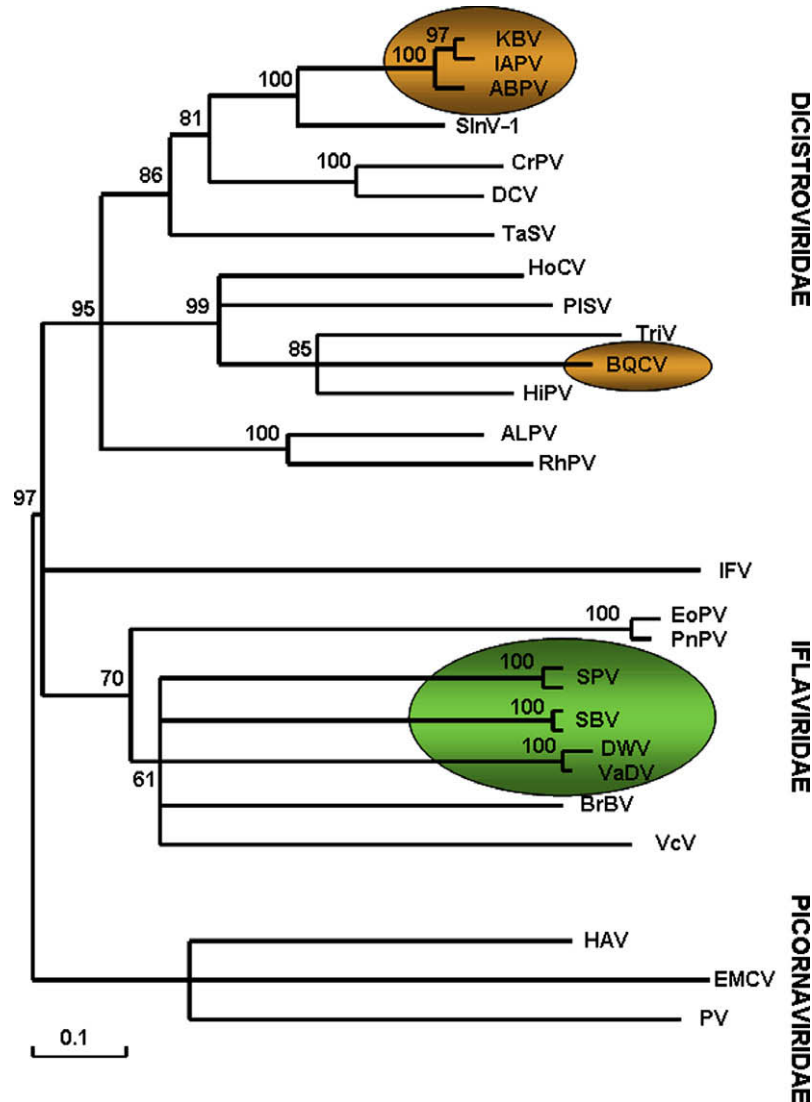 97
KBV
100
IAPV
ABPV
100
SInV-1
81
100
CrPV
DCV
86
TaSV
HoCV
95
99
PISV
TriV
85
BQCV
HiPV
100
ALPV
RhPV
DICISTROVIRIDAE
97
IFV
100
EoPV
PnPV
70
100
SPV
100
SBV
100
DWV
VaDV
61
BrBV
VcV
IFLAVIRIDAE
HAV
EMCV
PV
PICORNAVIRIDAE
0.1